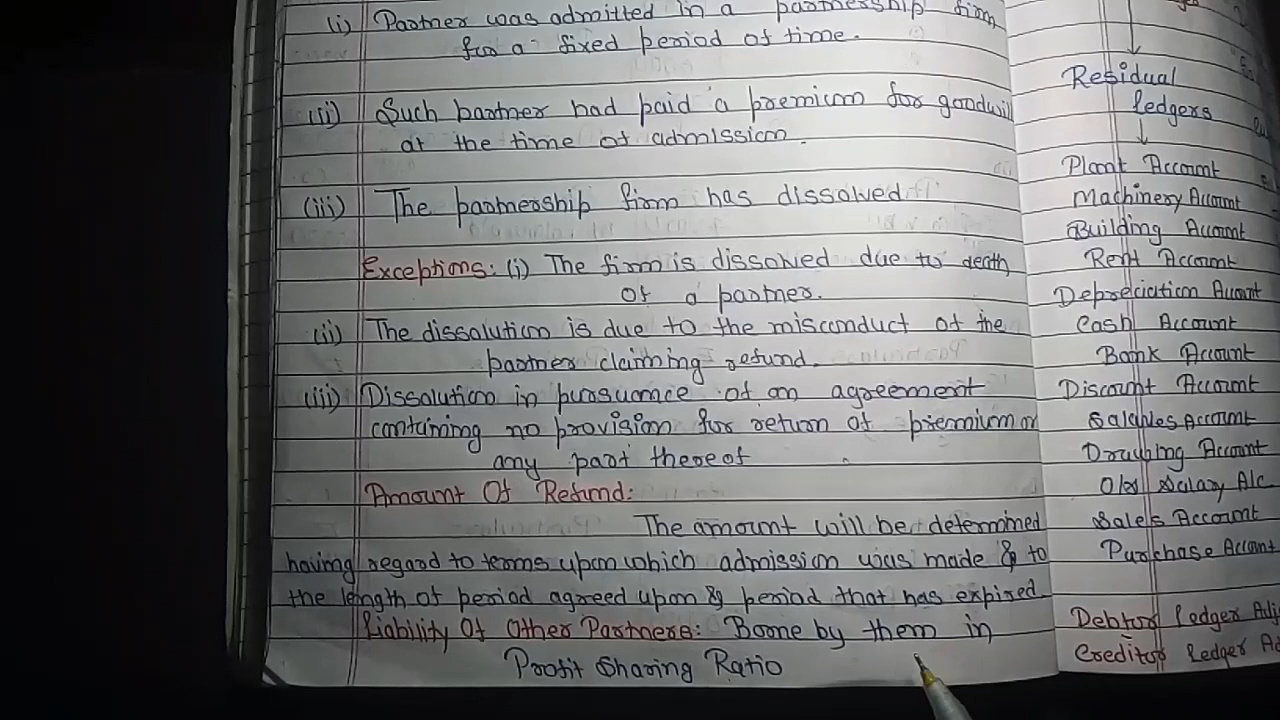 (i) Partner was admitted in a partnership firm
for a fixed period of time.
(ii) Such partner had paid a premium for goodwill
at the time of admission.
(iii) The partnership firm has dissolved
Exceptions: (i) The firm is dissolved due to death
of a partner.
(ii) The dissolution is due to the misconduct of the
partner claiming refund.
(iii) Dissolution in pursuance of an agreement
containing no provision for return of premium or
any part thereof
Amount Of Refund:
The amount will be determined
having regard to terms upon which admission was made & to
the length of period agreed upon & period that has expired
Liability Of Other Partners: Borne by them in
Profit Sharing Ratio
Residual
ledgers
Plant Account
Machinery Account
Building Account
Rent Account
Depreciation Account
Cash Account
Bank Account
Discount Account
Salaries Account
Drawing Account
O/s Salary A/c
Sales Account
Purchase Account
Debtor Ledger
Creditor Ledger